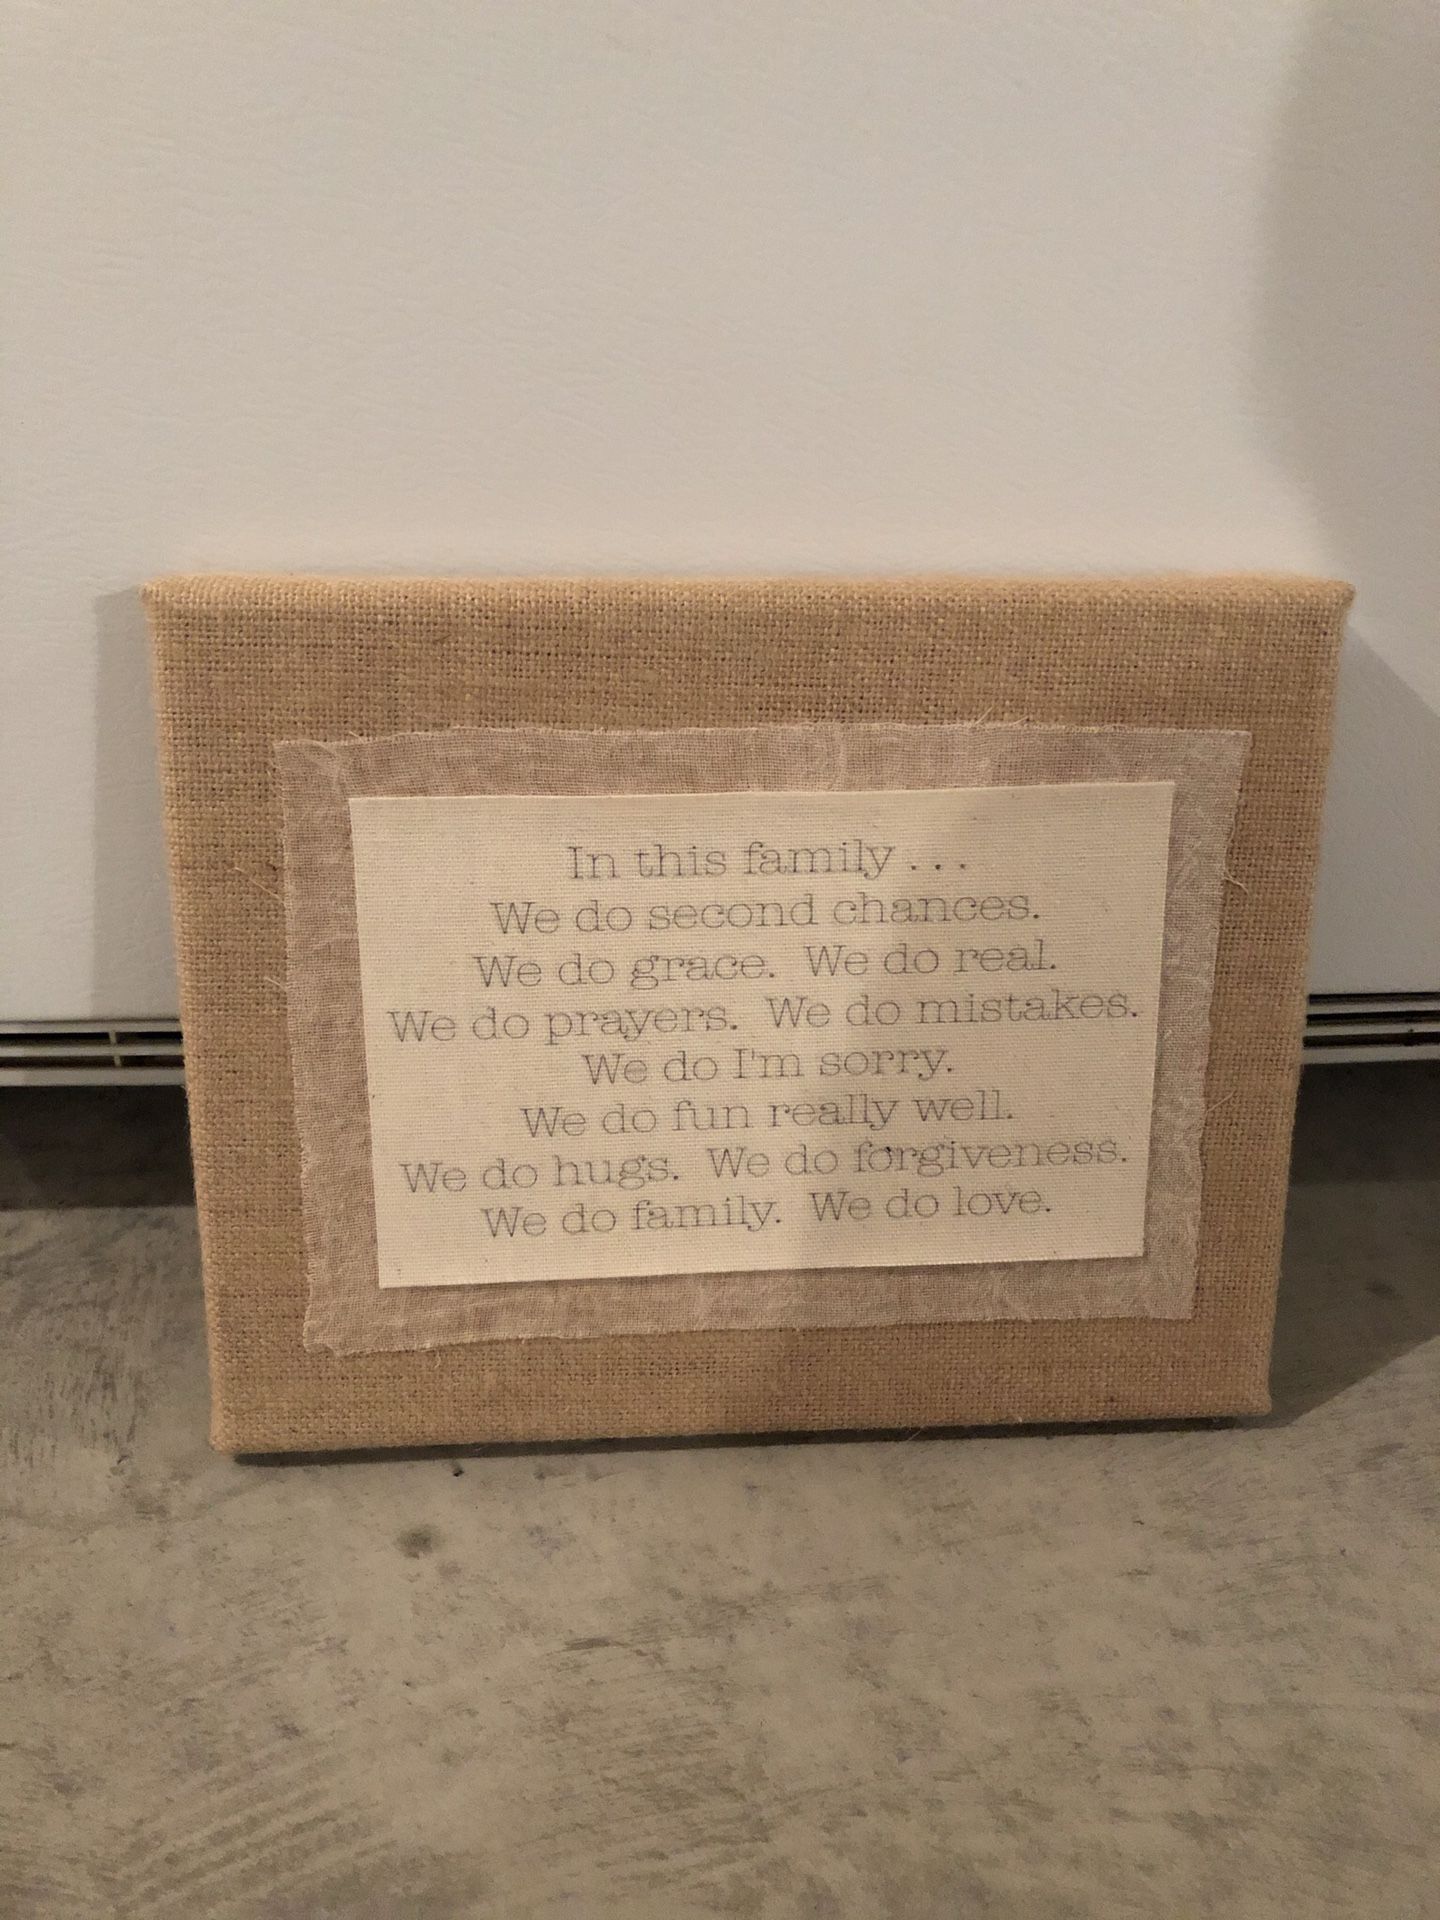 In this family . . .
We do second chances.
We do grace. We do real.
We do prayers. We do mistakes.
We do I'm sorry.
We do fun really well.
We do hugs. We do forgiveness.
We do family. We do love.